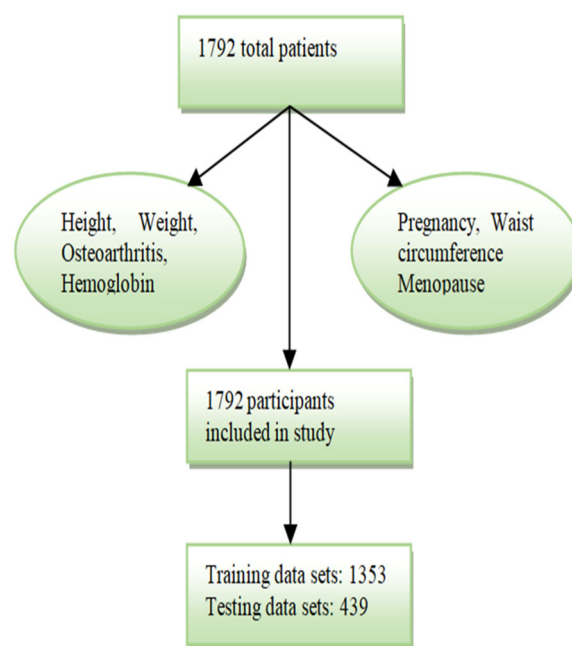 1792 total patients
Height, Weight,
Osteoarthritis,
Hemoglobin
Pregnancy, Waist
circumference
Menopause
1792 participants
included in study
Training data sets: 1353
Testing data sets: 439